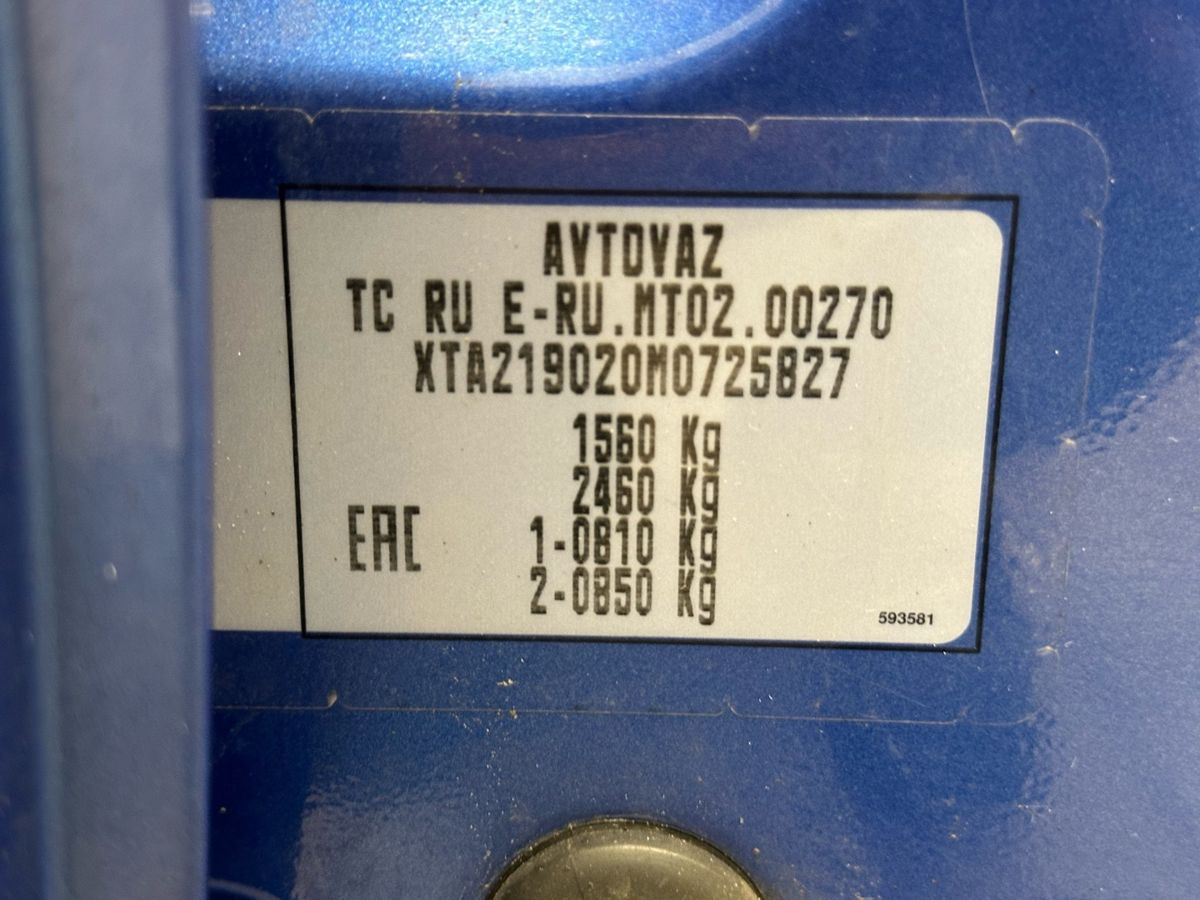 AVTOVAZ
TC RU E-RU.MT02.00270
XTA219020M0725827
1560 Kg
2460 Kg
EAC 1-0810 Kg
2-0850 Kg
593581